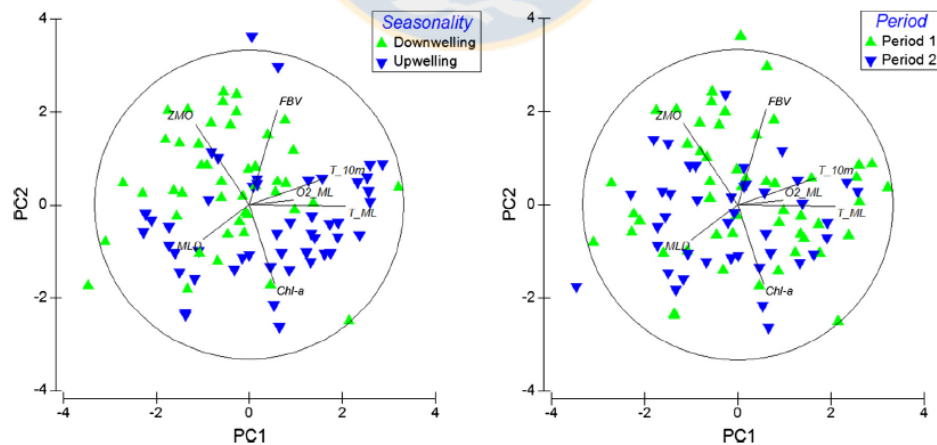 Seasonality
Downwelling
Upwelling
4
2
0
-2
-4
PC2
ZMO
FBV
T_10m
O2_ML
T_ML
MLD
Chl-a
-4
-2
0
2
4
PC1
Period
Period 1
Period 2
4
2
0
-2
-4
PC2
ZMO
FBV
T_10m
O2_ML
T_ML
MLD
Chl-a
-4
-2
0
2
4
PC1